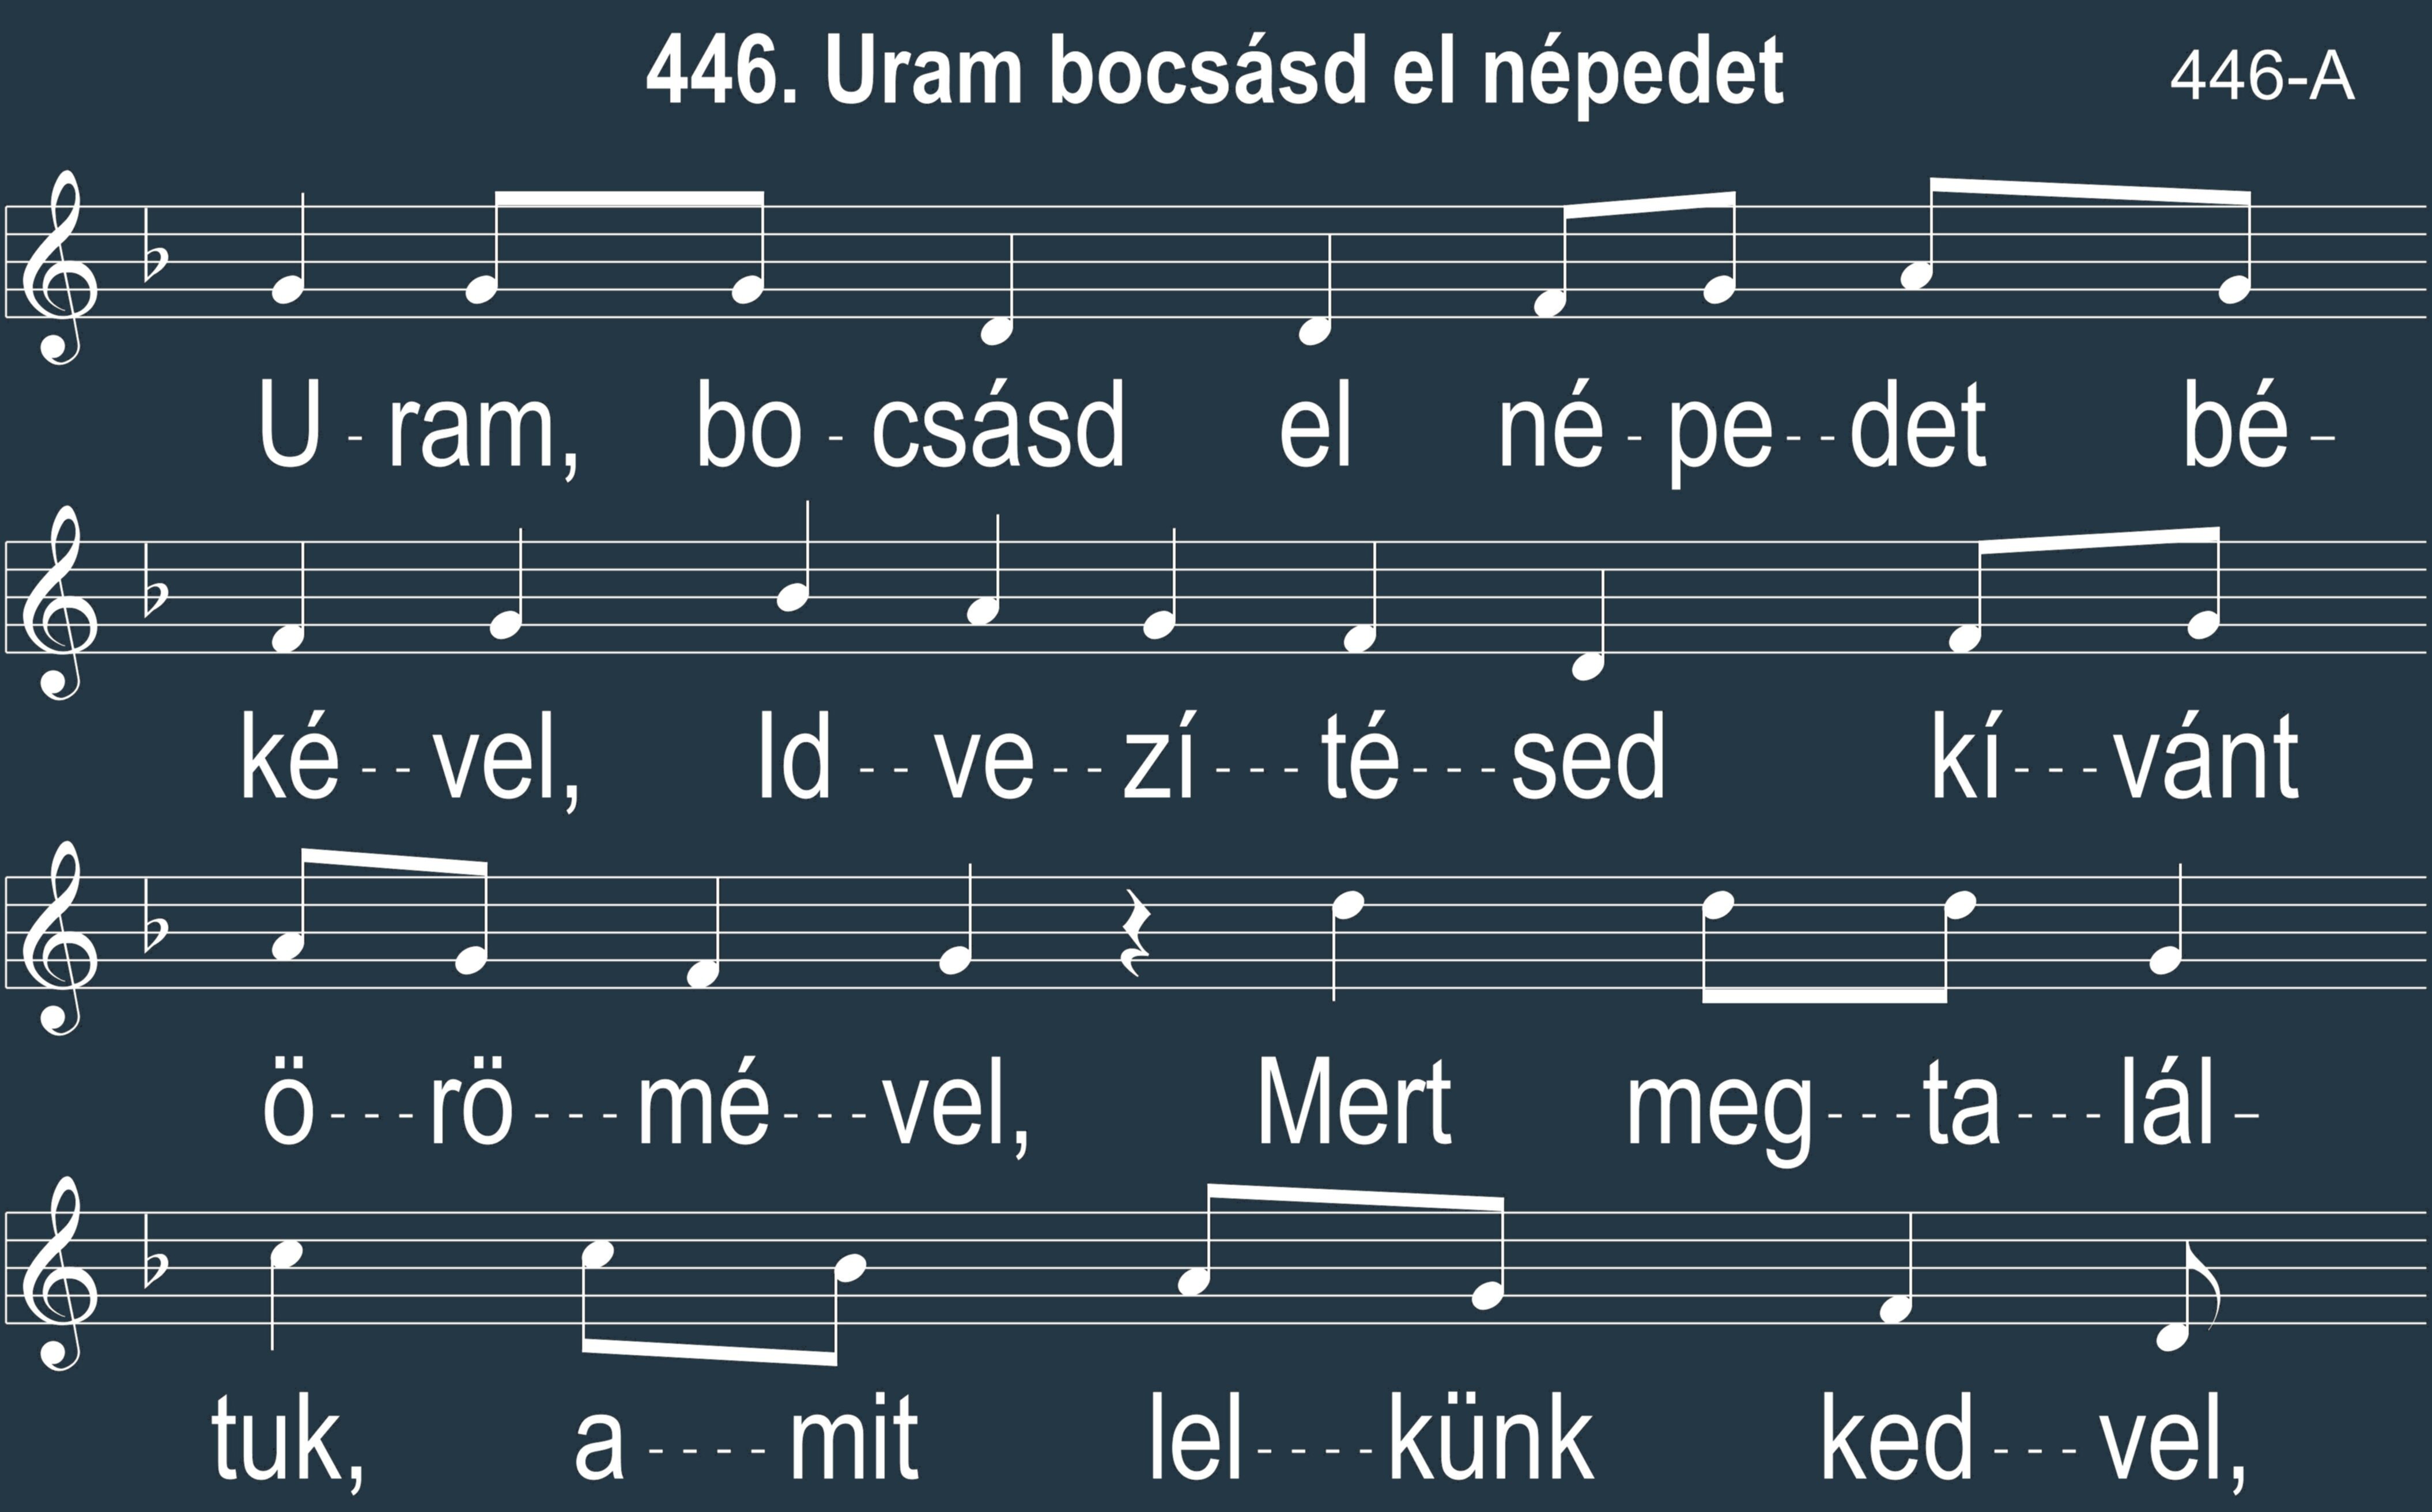 446. Uram bocsásd el népedet 446-A
U - ram, bo - csásd el né - pe - - det bé -
ké - - vel, Id - - ve - - zí - - - té - - - sed kí - - - vánt
ö - - - rö - - - mé - - - vel, Mert meg - - - ta - - - lál -
tuk, a - - - - mit lel - - - - künk ked - - - vel,